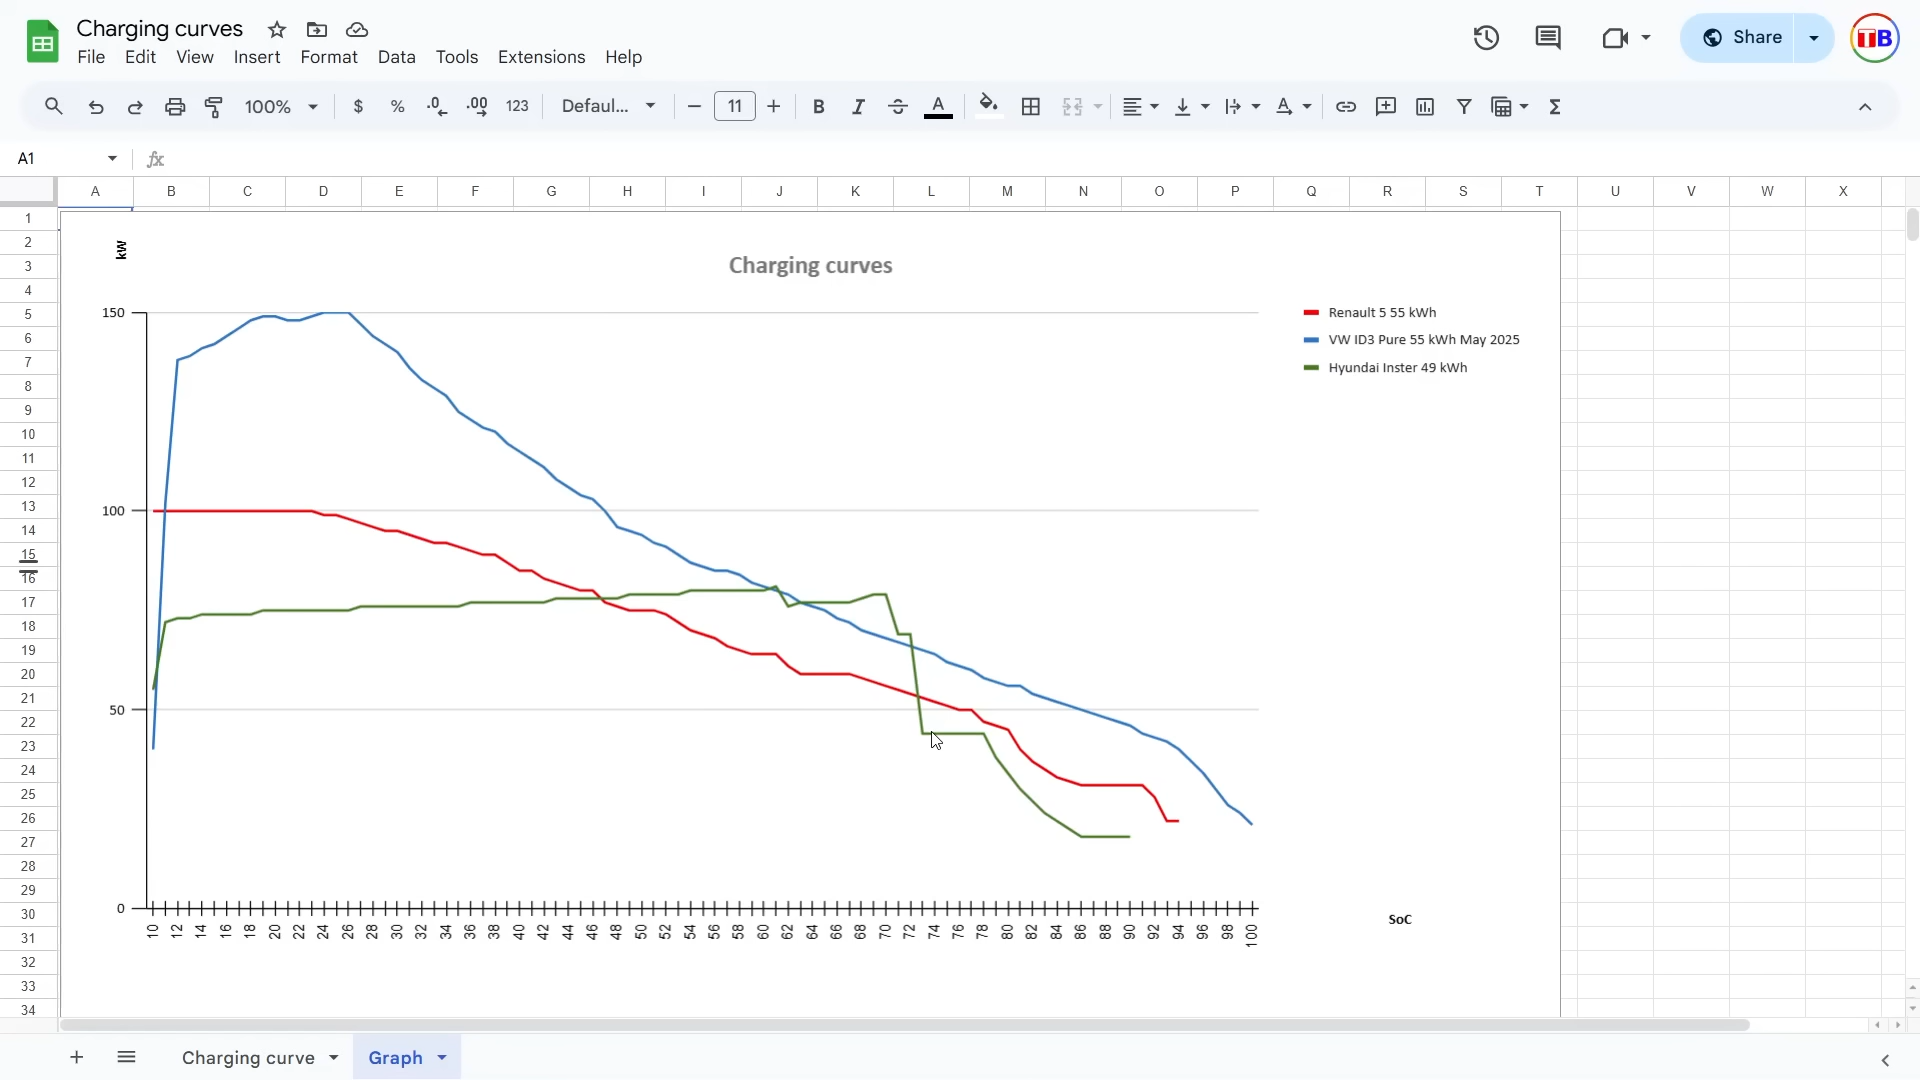 Charging curves
File Edit View Insert Format Data Tools Extensions Help
Share
TB
100% $ % .0 .00 123 Defaul... 11 B I S A
A1 fx
A B C D E F G H I J K L M N O P Q R S T U V W X
1
2
3
4
5
6
7
8
9
10
11
12
13
14
15
16
17
18
19
20
21
22
23
24
25
26
27
28
29
30
31
32
33
34
kW
Charging curves
150
100
50
0
Renault 5 55 kWh
VW ID3 Pure 55 kWh May 2025
Hyundai Inster 49 kWh
10 12 14 16 18 20 22 24 26 28 30 32 34 36 38 40 42 44 46 48 50 52 54 56 58 60 62 64 66 68 70 72 74 76 78 80 82 84 86 88 90 92 94 96 98 100
SoC
Charging curve Graph